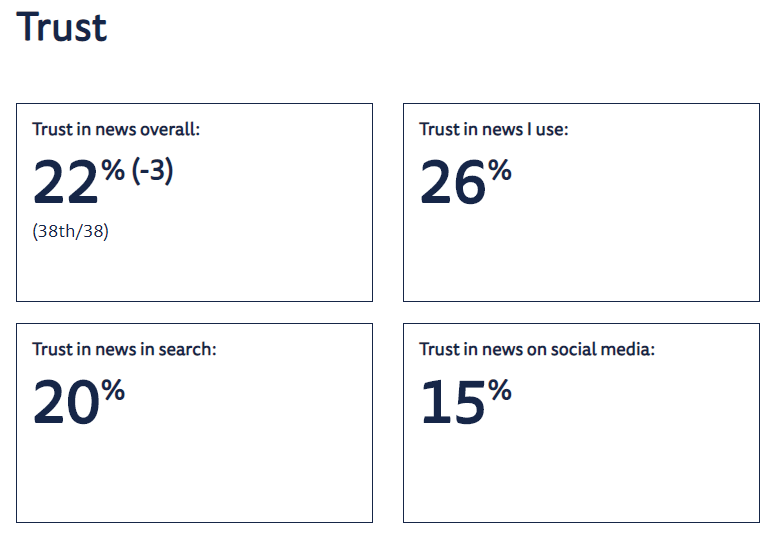 Trust
Trust in news overall:
22% (-3)
(38th/38)
Trust in news I use:
26%
Trust in news in search:
20%
Trust in news on social media:
15%